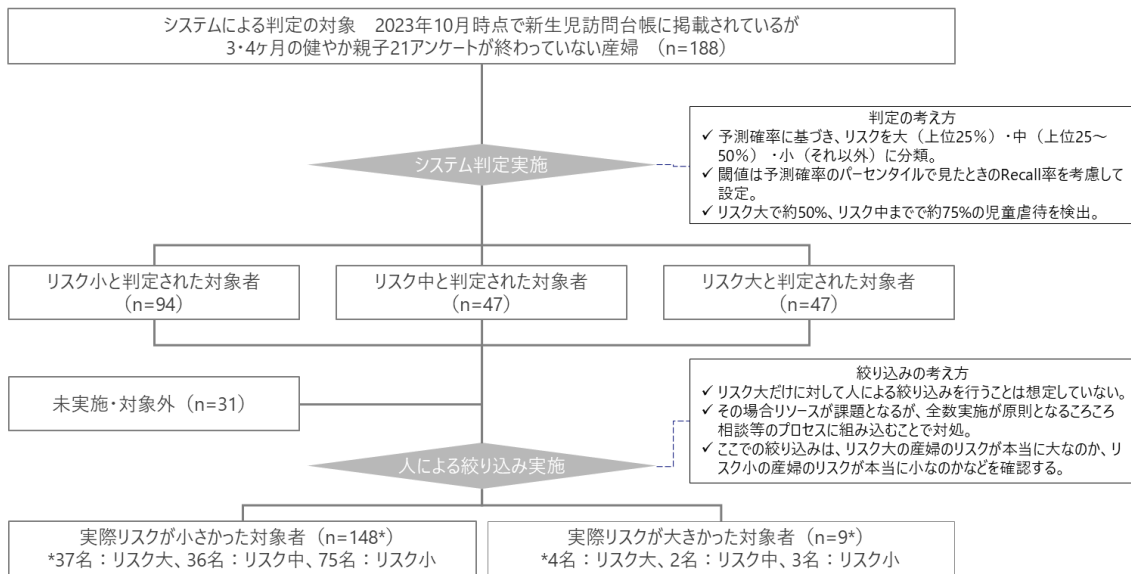 システムによる判定の対象　2023年10月時点で新生児訪問台帳に掲載されているが
3・4ヶ月の健やか親子21アンケートが終わっていない産婦　(n=188)
判定の考え方
✓ 予測確率に基づき、リスクを大（上位25%）・中（上位25～
50%）・小（それ以外）に分類。
✓ 閾値は予測確率のパーセンタイルで見たときのRecall率を考慮して
設定。
✓ リスク大で約50%、リスク中までで約75%の児童虐待を検出。
システム判定実施
リスク小と判定された対象者
(n=94)
リスク中と判定された対象者
(n=47)
リスク大と判定された対象者
(n=47)
未実施・対象外 (n=31)
絞り込みの考え方
✓ リスク大だけに対して人による絞り込みを行うことは想定していない。
✓ その場合リソースが課題となるが、全数実施が原則となるころころ
相談等のプロセスに組み込むことで対処。
✓ ここでの絞り込みは、リスク大の産婦のリスクが本当に大なのか、リ
スク小の産婦のリスクが本当に小なのかなどを確認する。
人による絞り込み実施
実際リスクが小さかった対象者 (n=148*)
*37名：リスク大、36名：リスク中、75名：リスク小
実際リスクが大きかった対象者 (n=9*)
*4名：リスク大、2名：リスク中、3名：リスク小